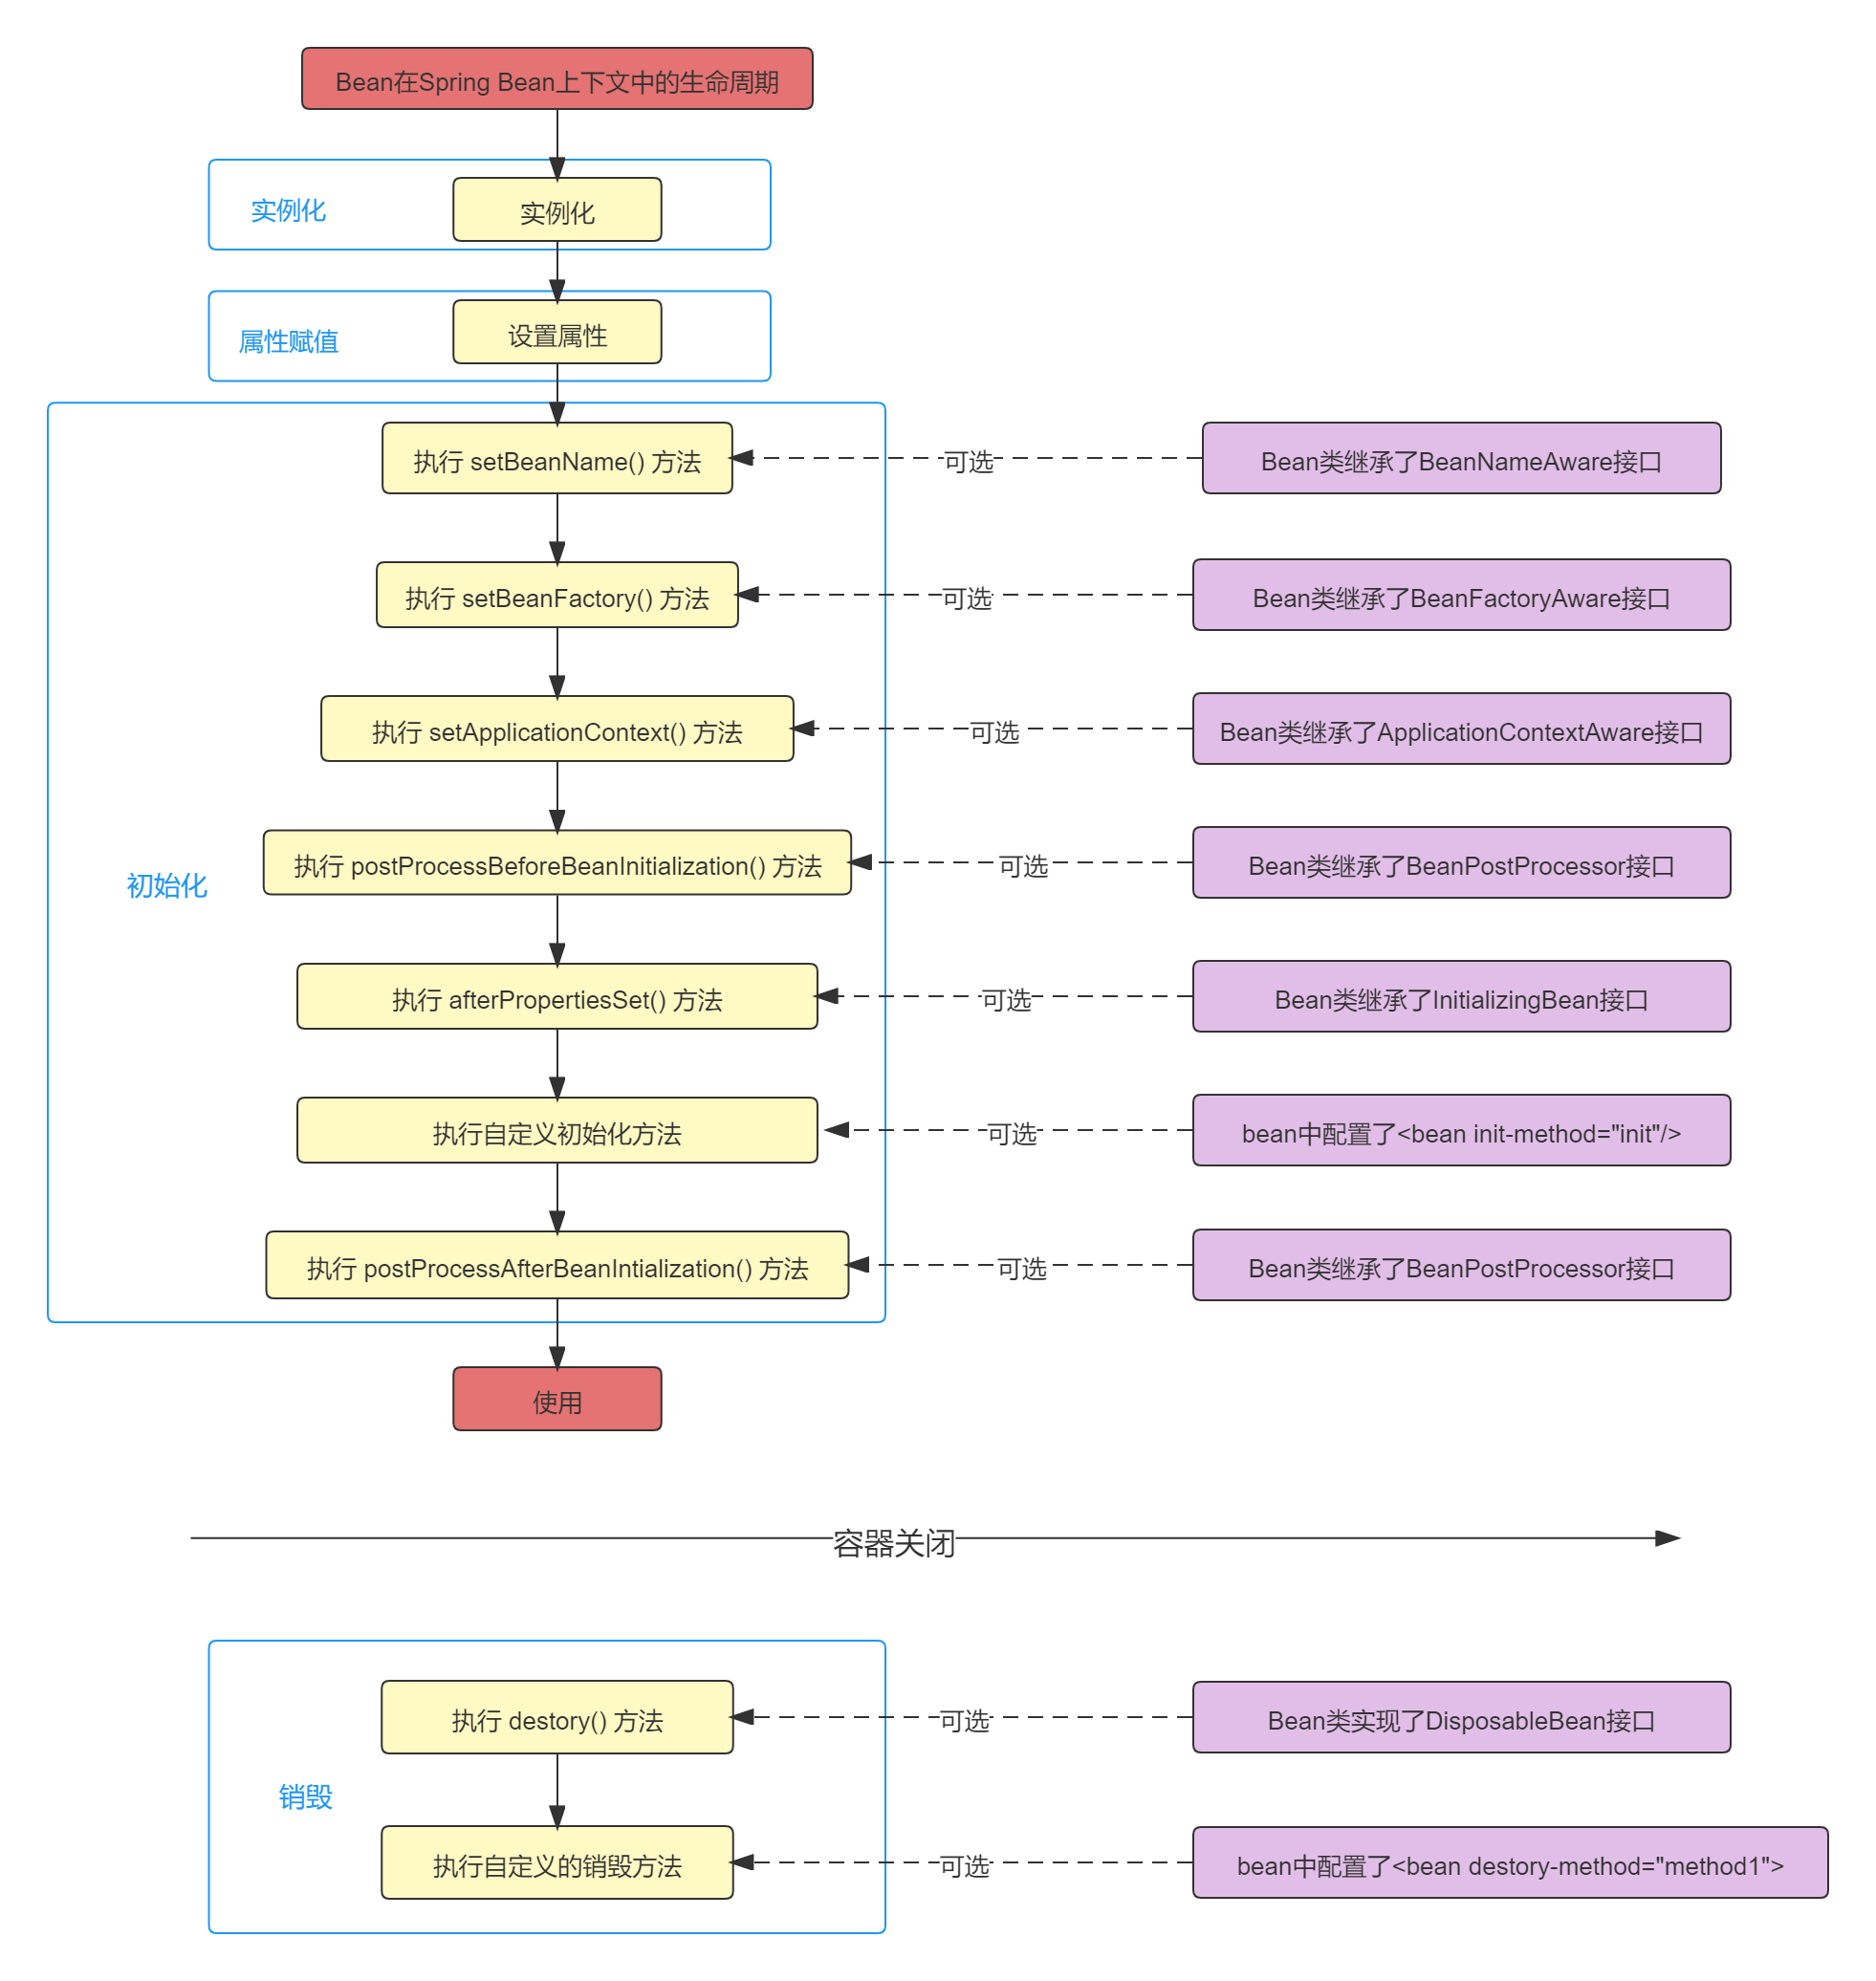 Bean在Spring Bean上下文中的生命周期
实例化
实例化
属性赋值
设置属性
执行 setBeanName() 方法
可选
Bean类继承了BeanNameAware接口
执行 setBeanFactory() 方法
可选
Bean类继承了BeanFactoryAware接口
执行 setApplicationContext() 方法
可选
Bean类继承了ApplicationContextAware接口
初始化
执行 postProcessBeforeBeanInitialization() 方法
可选
Bean类继承了BeanPostProcessor接口
执行 afterPropertiesSet() 方法
可选
Bean类继承了InitializingBean接口
执行自定义初始化方法
可选
bean中配置了<bean init-method="init"/>
执行 postProcessAfterBeanIntialization() 方法
可选
Bean类继承了BeanPostProcessor接口
使用
容器关闭
执行 destory() 方法
可选
Bean类实现了DisposableBean接口
销毁
执行自定义的销毁方法
可选
bean中配置了<bean destory-method="method1">